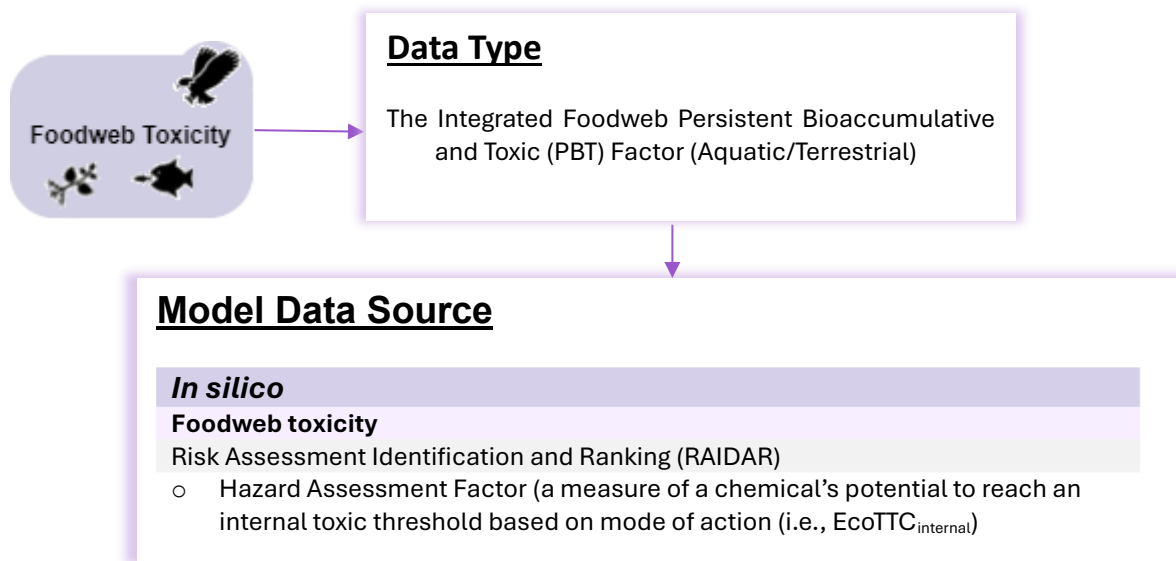 Foodweb Toxicity
Data Type
The Integrated Foodweb Persistent Bioaccumulative
and Toxic (PBT) Factor (Aquatic/Terrestrial)
Model Data Source
In silico
Foodweb toxicity
Risk Assessment Identification and Ranking (RAIDAR)
o Hazard Assessment Factor (a measure of a chemical’s potential to reach an
internal toxic threshold based on mode of action (i.e., EcoTTCinternal)